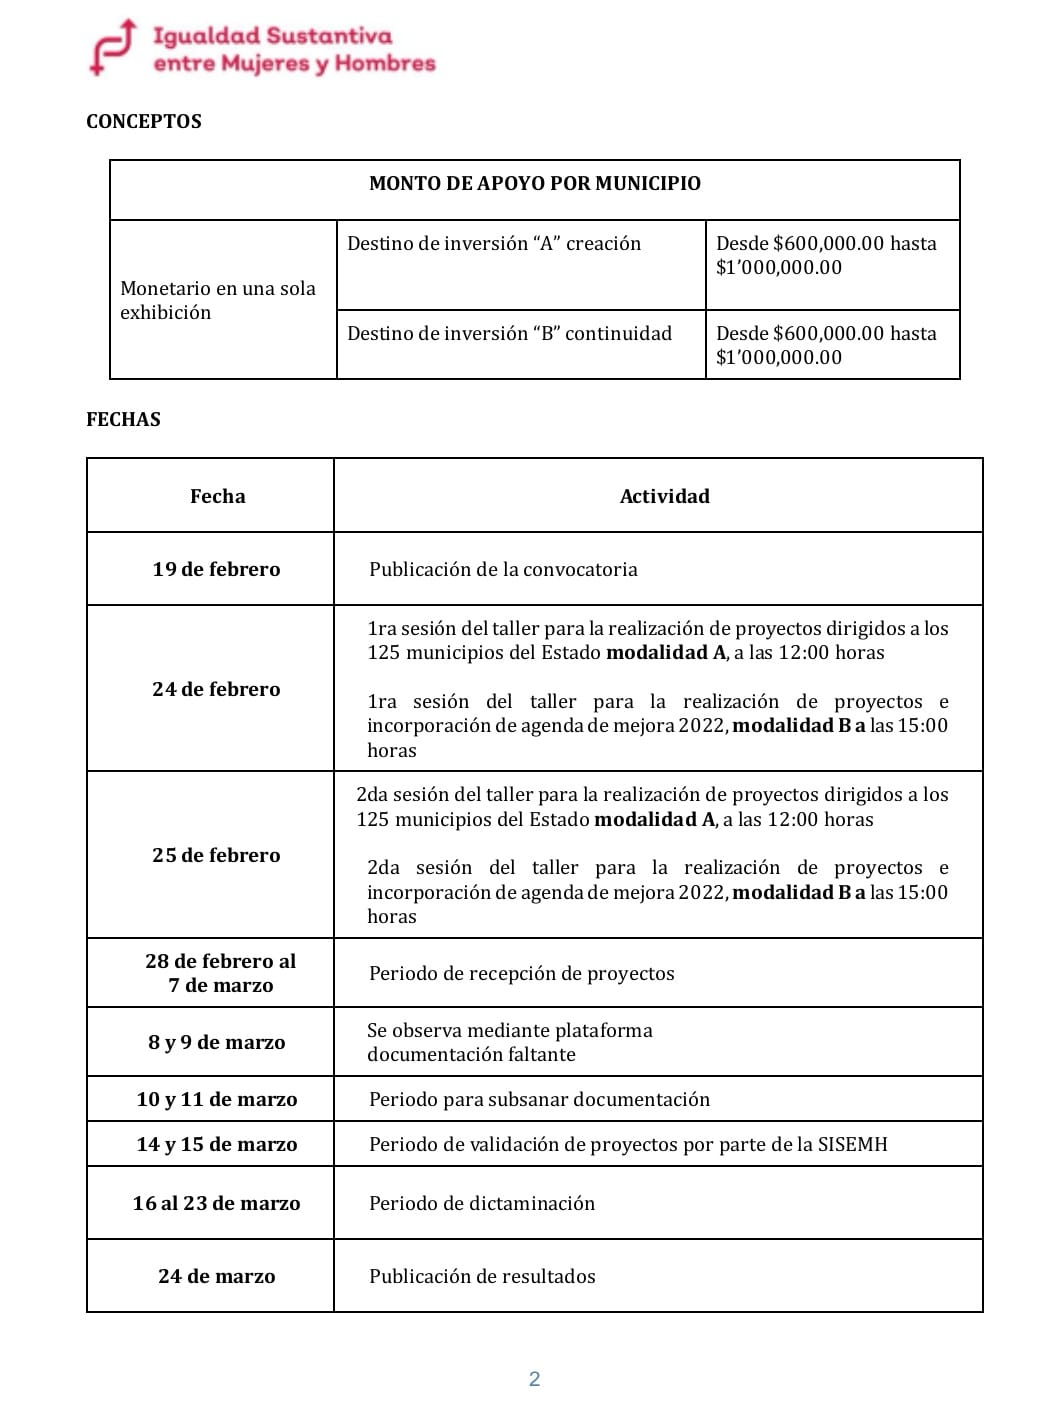 Igualdad Sustantiva
entre Mujeres y Hombres
CONCEPTOS
MONTO DE APOYO POR MUNICIPIO
Monetario en una sola
exhibición
Destino de inversión “A” creación
Desde $600,000.00 hasta
$1’000,000.00
Destino de inversión “B” continuidad
Desde $600,000.00 hasta
$1’000,000.00
FECHAS
Fecha
Actividad
19 de febrero
Publicación de la convocatoria
24 de febrero
1ra sesión del taller para la realización de proyectos dirigidos a los
125 municipios del Estado modalidad A, a las 12:00 horas
1ra sesión del taller para la realización de proyectos e
incorporación de agenda de mejora 2022, modalidad B a las 15:00
horas
25 de febrero
2da sesión del taller para la realización de proyectos dirigidos a los
125 municipios del Estado modalidad A, a las 12:00 horas
2da sesión del taller para la realización de proyectos e
incorporación de agenda de mejora 2022, modalidad B a las 15:00
horas
28 de febrero al
7 de marzo
Periodo de recepción de proyectos
8 y 9 de marzo
Se observa mediante plataforma
documentación faltante
10 y 11 de marzo
Periodo para subsanar documentación
14 y 15 de marzo
Periodo de validación de proyectos por parte de la SISEMH
16 al 23 de marzo
Periodo de dictaminación
24 de marzo
Publicación de resultados
2